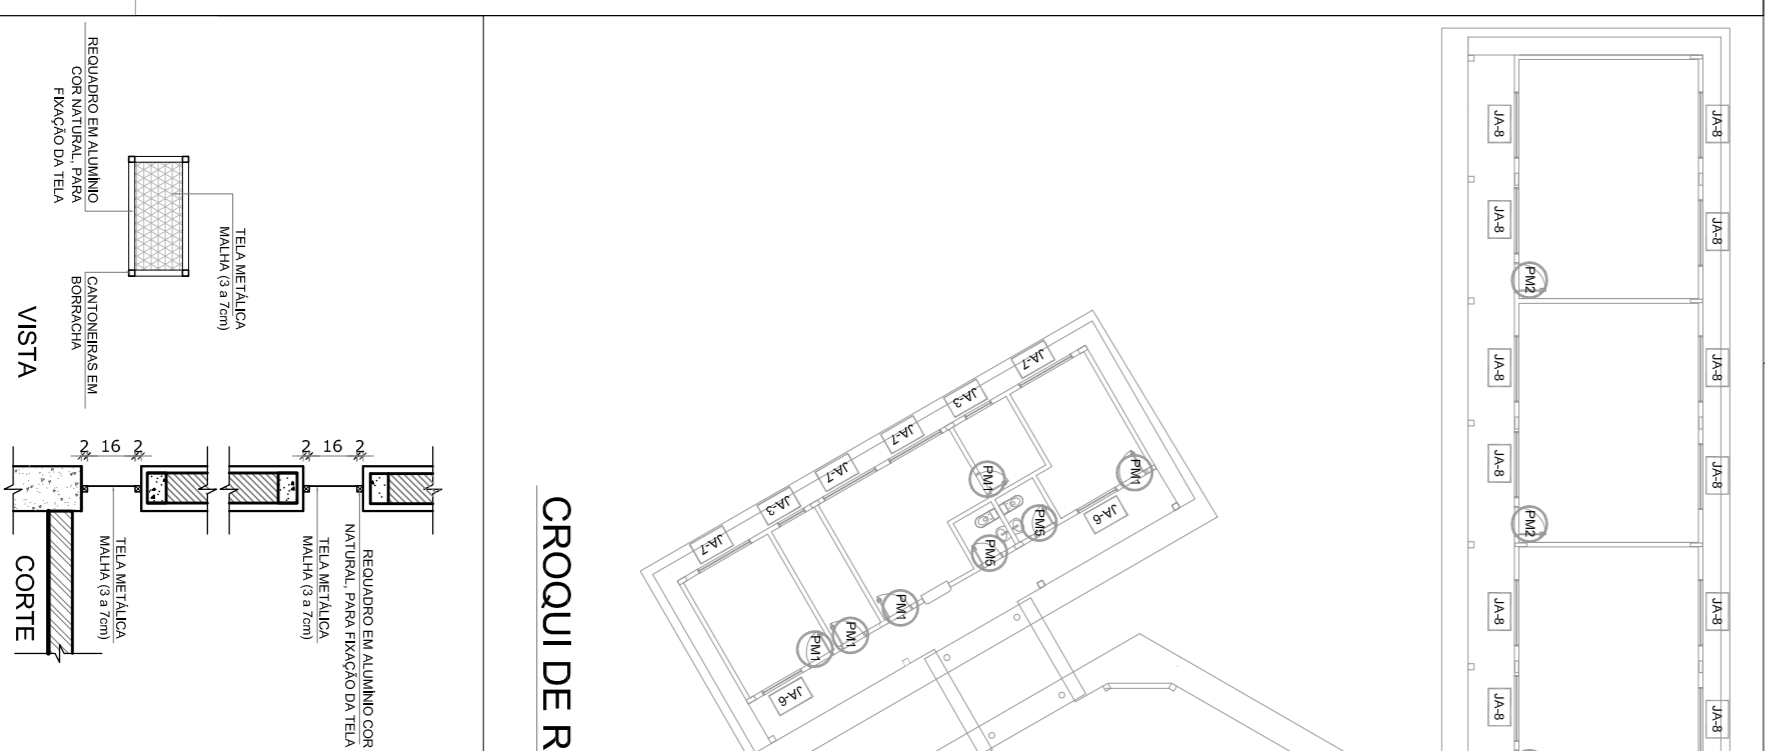 REQUADRO EM ALUMÍNIO
COR NATURAL, PARA
FIXAÇÃO DA TELA
TELA METÁLICA
MALHA (3 a 7cm)
CANTONEIRAS EM
BORRACHA
VISTA
2 16 2
2 16 2
TELA METÁLICA
MALHA (3 a 7cm)
TELA METÁLICA
MALHA (3 a 7cm)
REQUADRO EM ALUMÍNIO COR
NATURAL, PARA FIXAÇÃO DA TELA
CORTE
CROQUI DE R
JA-7
JA-3
JA-7
JA-7
JA-3
JA-7
PM1
PM1
JA-6
PM5
PM5
PM1
PM1
PM1
JA-6
JA-8
JA-8
JA-8
JA-8
PM2
JA-8
JA-8
JA-8
JA-8
PM2
JA-8
JA-8
JA-8
JA-8